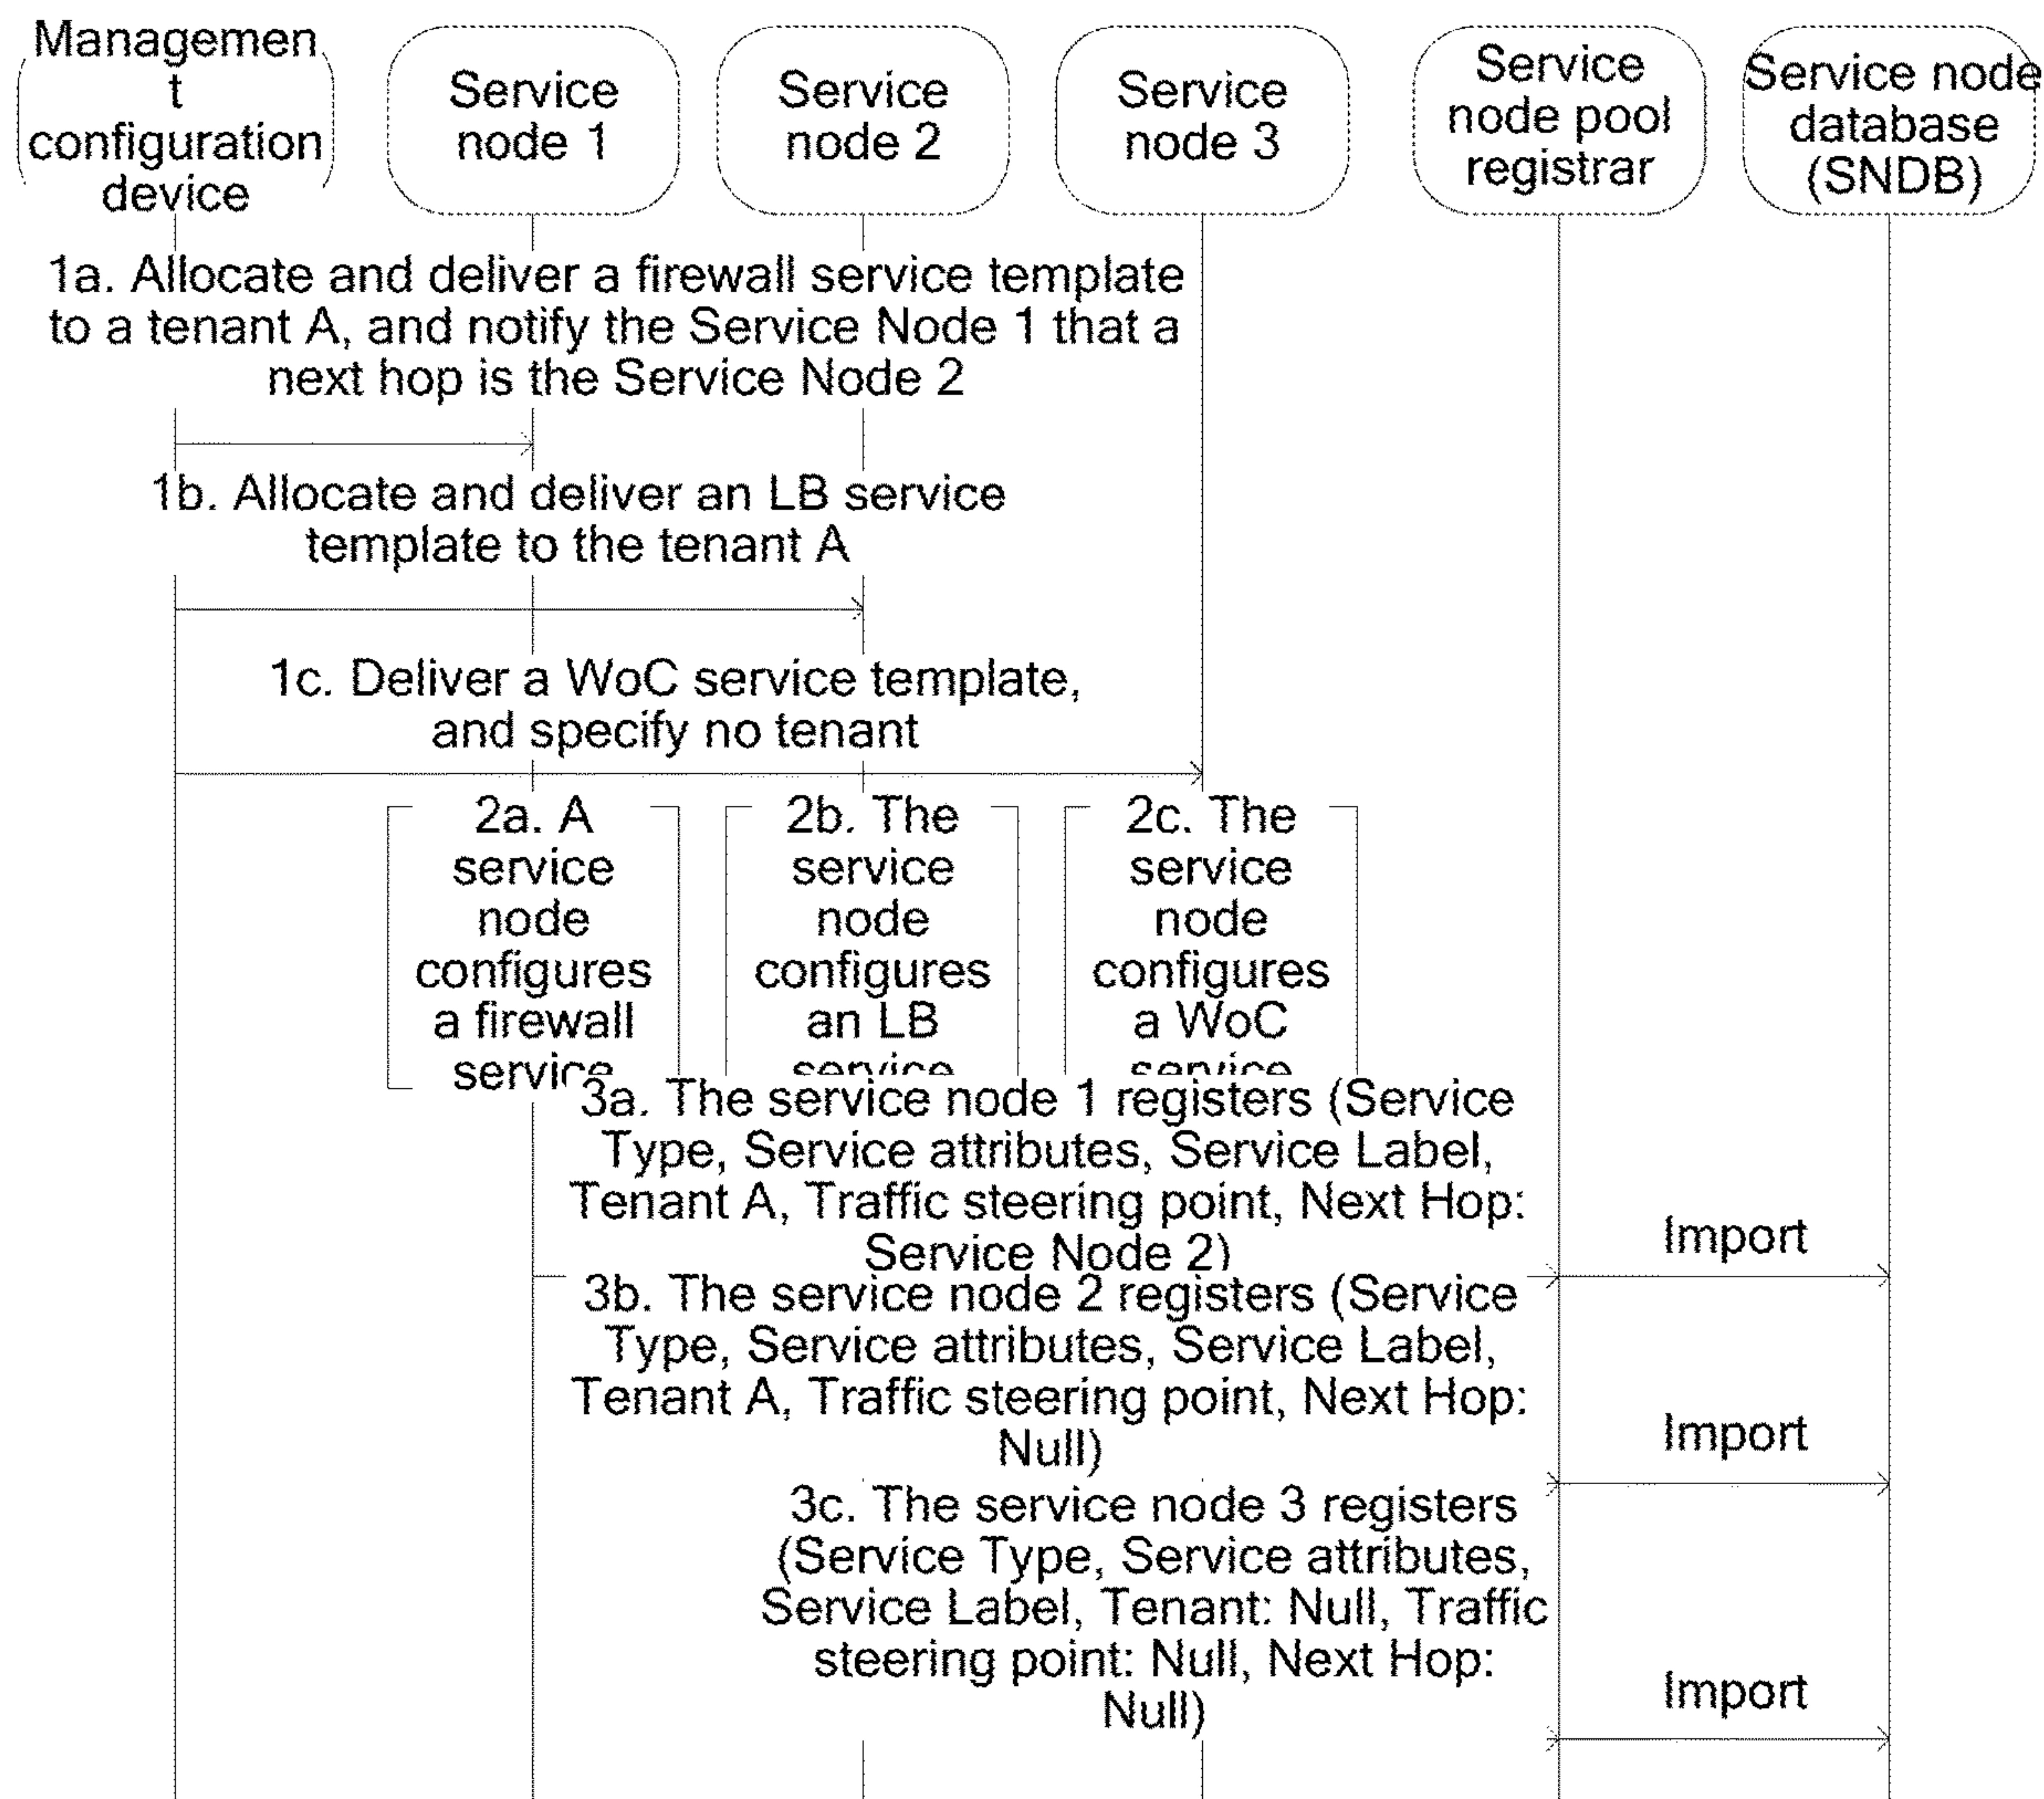 Managemen
t
configuration
device
Service
node 1
Service
node 2
Service
node 3
Service
node pool
registrar
Service node
database
(SNDB)
1a. Allocate and deliver a firewall service template
to a tenant A, and notify the Service Node 1 that a
next hop is the Service Node 2
1b. Allocate and deliver an LB service
template to the tenant A
1c. Deliver a WoC service template,
and specify no tenant
2a. A
service
node
configures
a firewall
service
2b. The
service
node
configures
an LB
service
2c. The
service
node
configures
a WoC
service
3a. The service node 1 registers (Service
Type, Service attributes, Service Label,
Tenant A, Traffic steering point, Next Hop:
Service Node 2)
Import
3b. The service node 2 registers (Service
Type, Service attributes, Service Label,
Tenant A, Traffic steering point, Next Hop:
Null)
Import
3c. The service node 3 registers
(Service Type, Service attributes,
Service Label, Tenant: Null, Traffic
steering point: Null, Next Hop:
Null)
Import